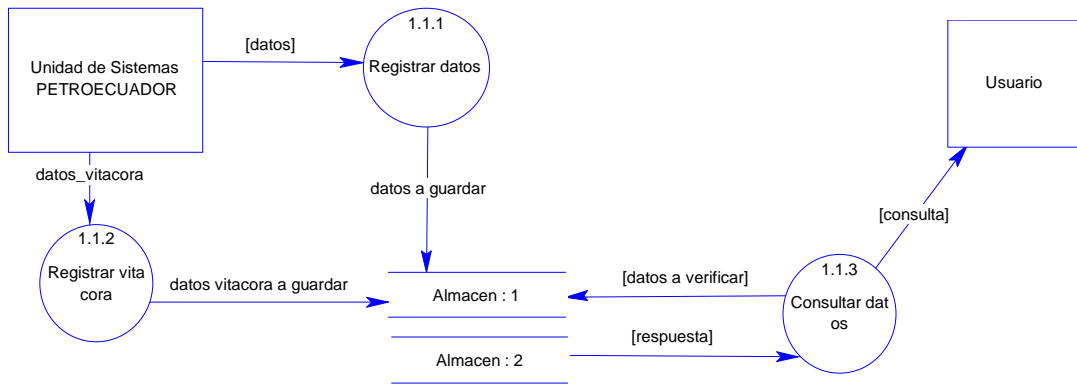 1.1.1
[datos]
Registrar datos
Unidad de Sistemas
PETROECUADOR
Usuario
datos_vitacora
datos a guardar
[consulta]
1.1.2
Registrar vita
cora
datos vitacora a guardar
Almacen : 1
[datos a verificar]
1.1.3
Consultar dat
os
[respuesta]
Almacen : 2